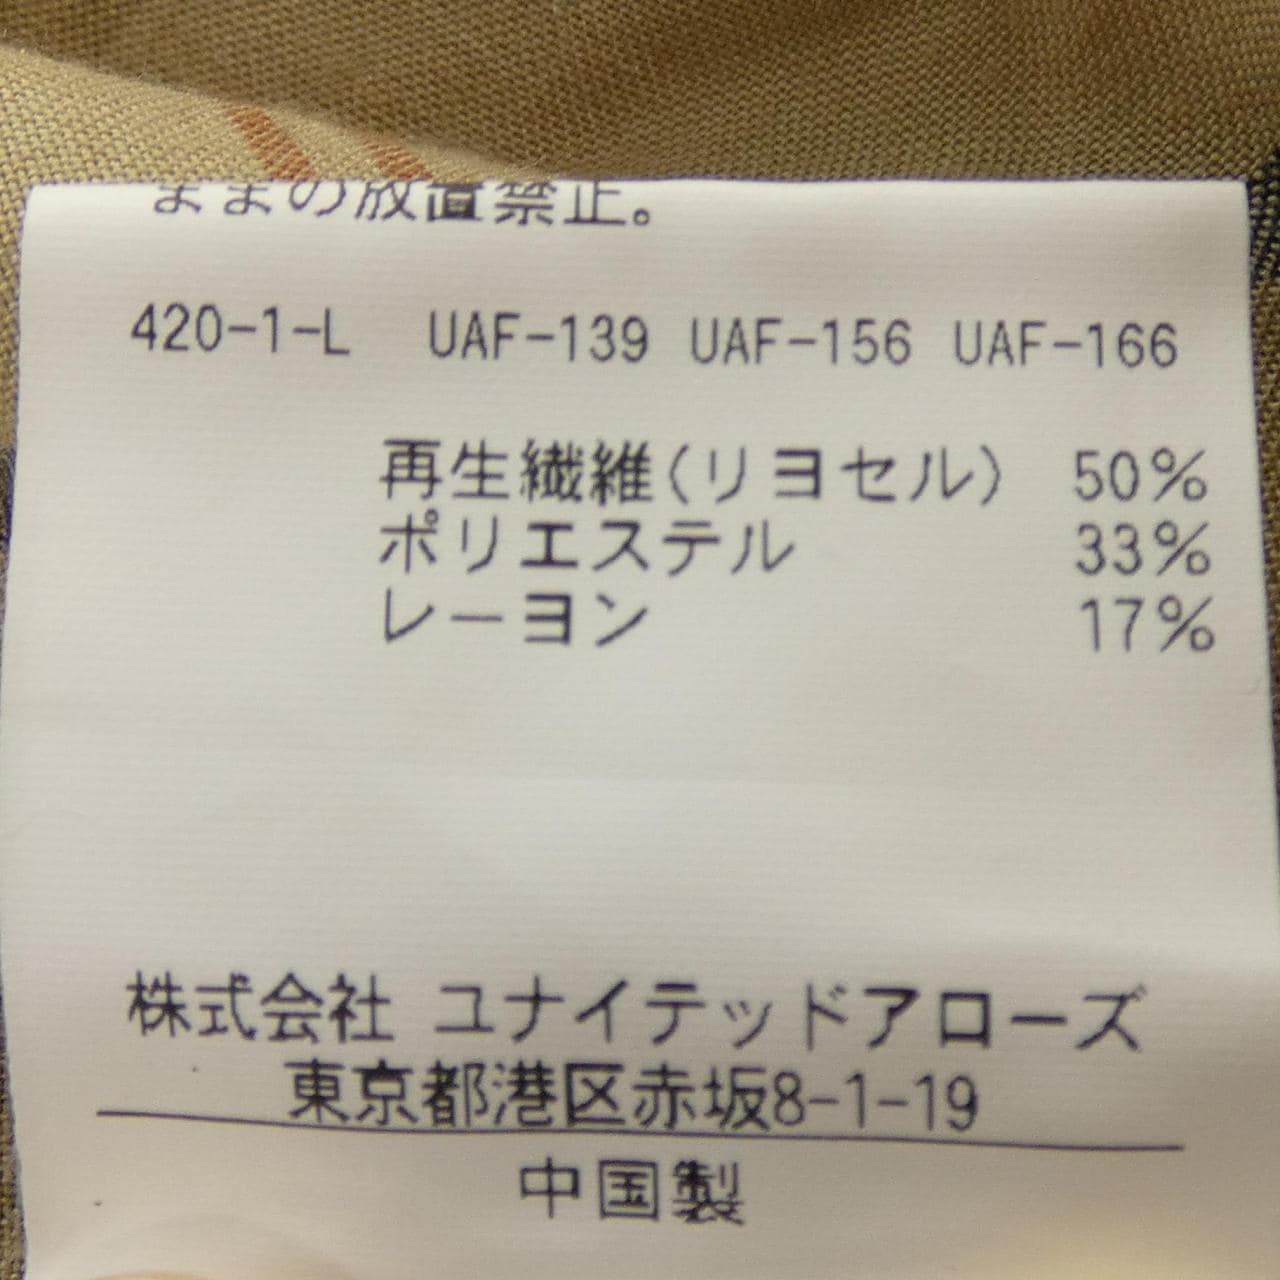 ままの放置禁止。
420-1-L UAF-139 UAF-156 UAF-166
再生繊維(リヨセル) 50%
ポリエステル 33%
レーヨン 17%
株式会社 ユナイテッドアローズ
東京都港区赤坂8-1-19
中国製